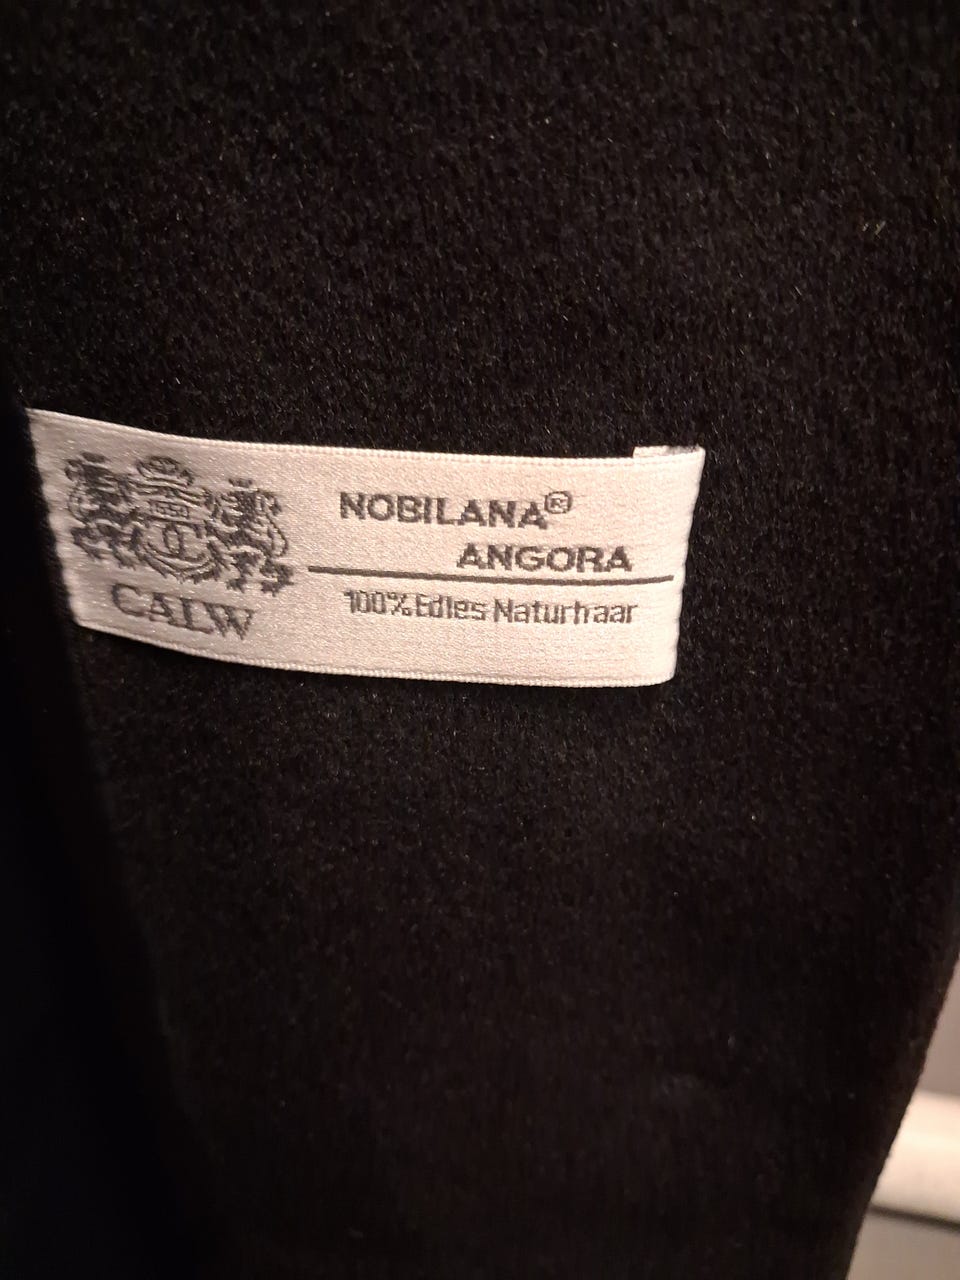 CALW
NOBILANA®
ANGORA
100% Edles Naturhaar